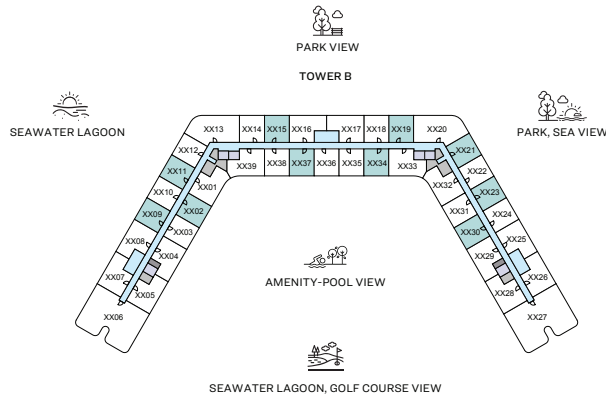 PARK VIEW
TOWER B
SEAWATER LAGOON
PARK, SEA VIEW
XX13
XX14
XX15
XX16
XX17
XX18
XX19
XX20
XX12
XX11
XX10
XX09
XX08
XX07
XX06
XX01
XX02
XX03
XX04
XX05
XX39
XX38
XX37
XX36
XX35
XX34
XX33
XX21
XX22
XX23
XX24
XX25
XX26
XX27
XX32
XX31
XX30
XX29
XX28
AMENITY-POOL VIEW
SEAWATER LAGOON, GOLF COURSE VIEW